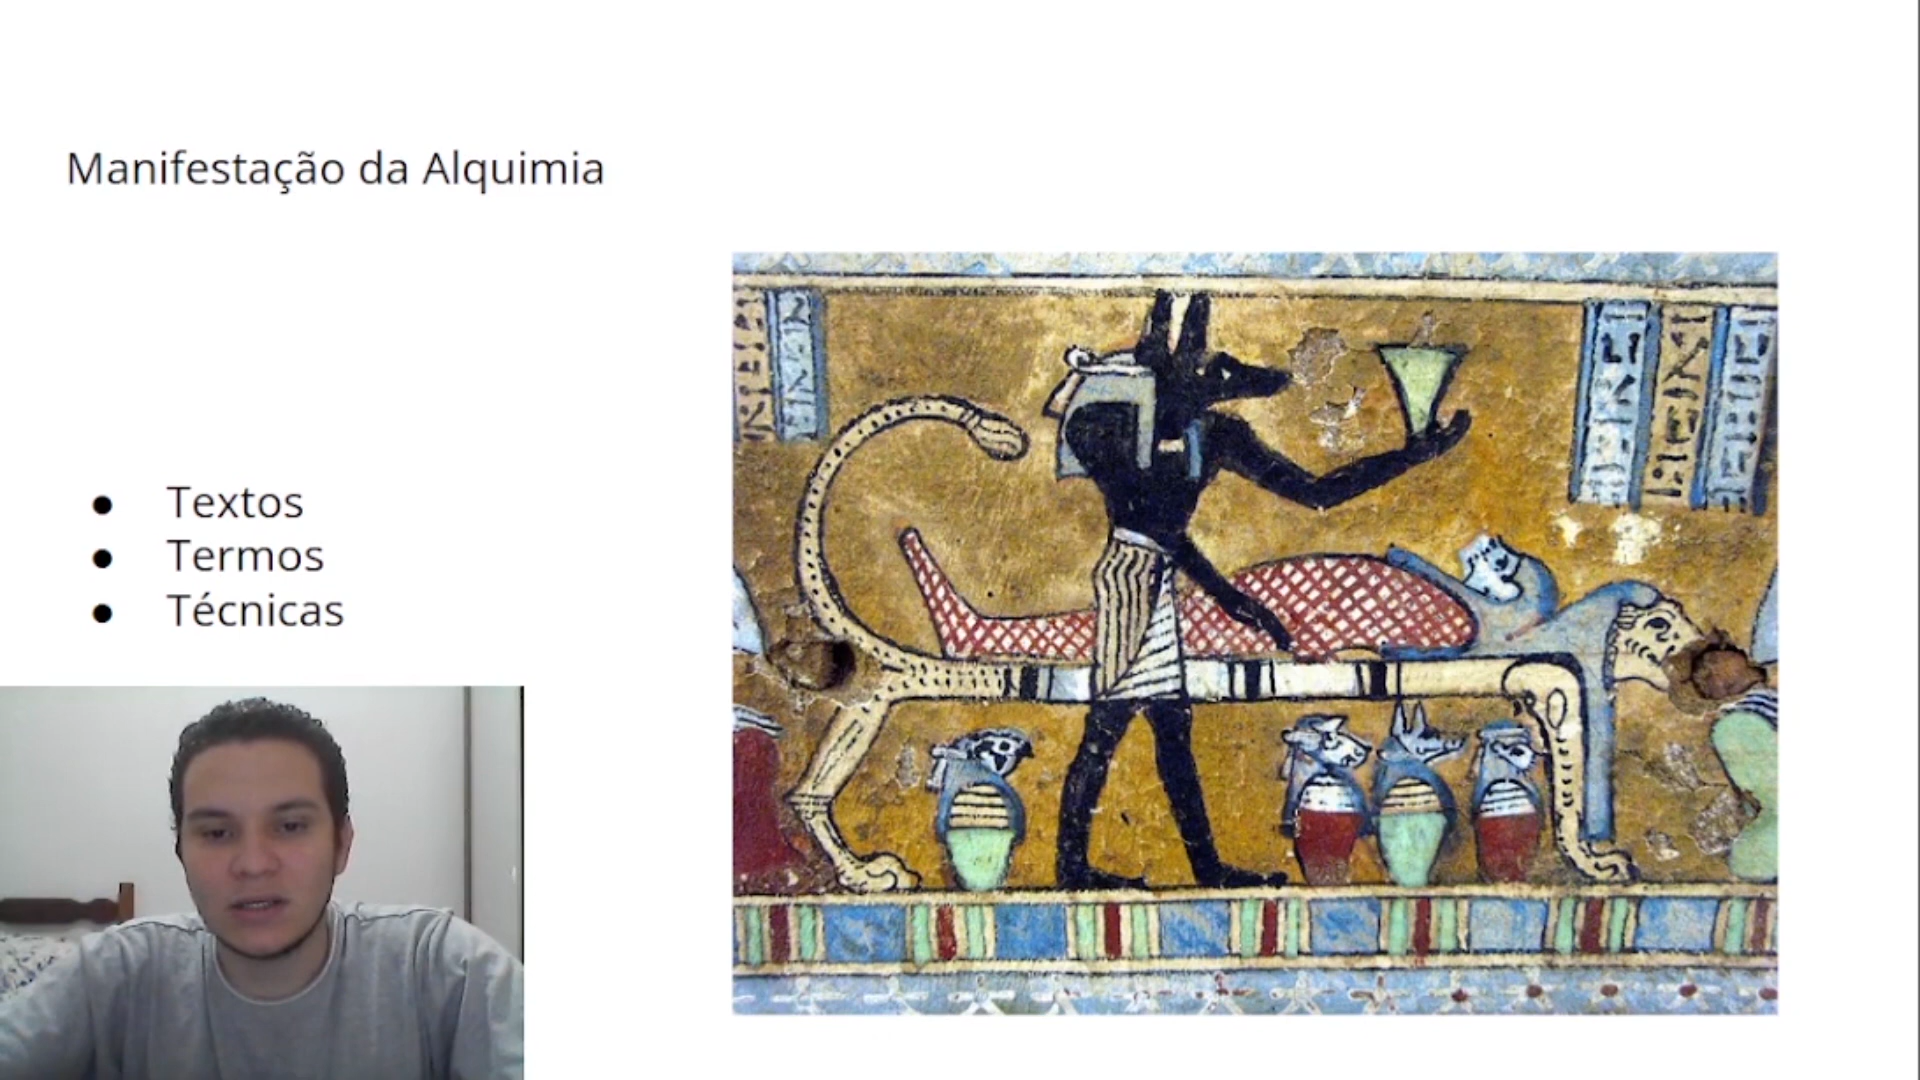 Manifestação da Alquimia
● Textos
● Termos
● Técnicas